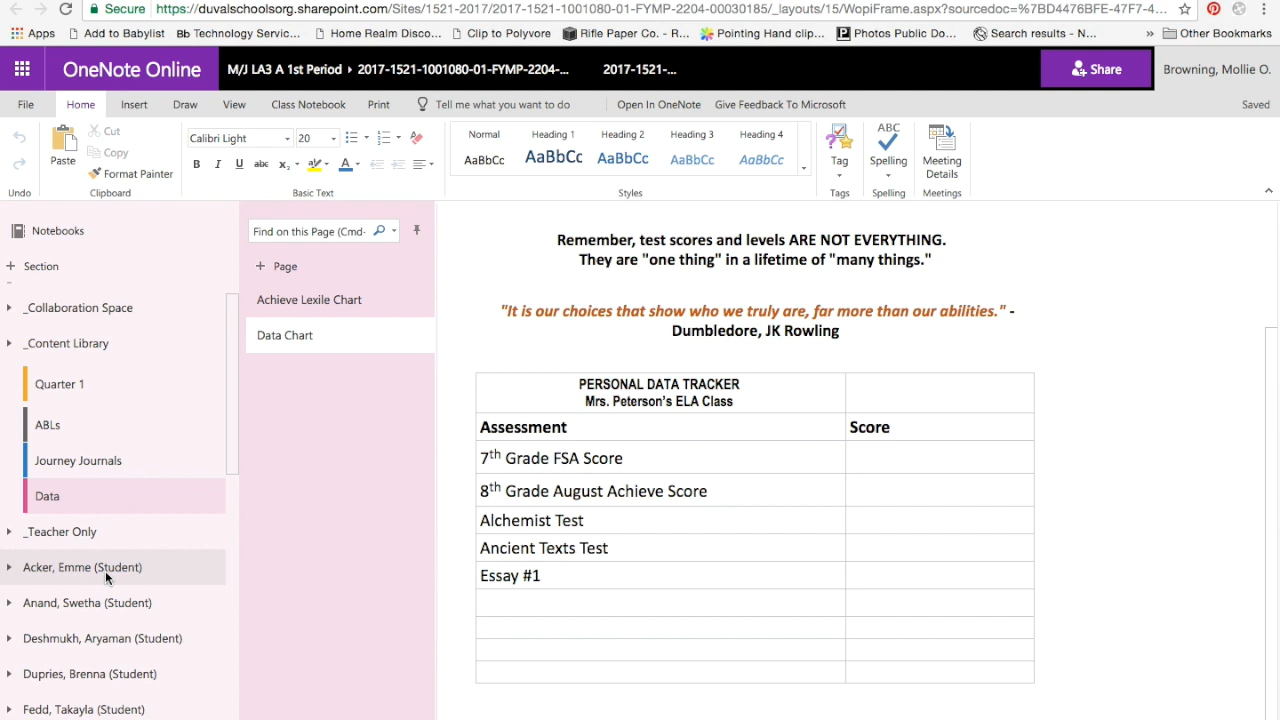 Secure https://duvalschoolsorg.sharepoint.com/Sites/1521-2017/2017-1521-1001080-01-FYMP-2204-00030185/_layouts/15/WopiFrame.aspx?sourcedoc=%7BD4476BFE-47F7-4...
Apps Add to Babylist Bb Technology Servic... Home Realm Disco... Clip to Polyvore Rifle Paper Co. - R... Pointing Hand clip... Photos Public Do... Search results - N... » Other Bookmarks
OneNote Online M/J LA3 A 1st Period ▸ 2017-1521-1001080-01-FYMP-2204-... 2017-1521-... Share Browning, Mollie O.
File Home Insert Draw View Class Notebook Print Tell me what you want to do Open In OneNote Give Feedback To Microsoft Saved
Paste Cut Copy Format Painter
Calibri Light 20
B I U abc x₂ ab A
Normal Heading 1 Heading 2 Heading 3 Heading 4
AaBbCc AaBbCc AaBbCc AaBbCc AaBbCc
Tag ABC Spelling Meeting Details
Undo Clipboard Basic Text Styles Tags Spelling Meetings
Notebooks
+ Section
_Collaboration Space
_Content Library
Quarter 1
ABLs
Journey Journals
Data
_Teacher Only
Acker, Emme (Student)
Anand, Swetha (Student)
Deshmukh, Aryaman (Student)
Dupries, Brenna (Student)
Fedd, Takayla (Student)
Find on this Page (Cmd-
+ Page
Achieve Lexile Chart
Data Chart
Remember, test scores and levels ARE NOT EVERYTHING.
They are "one thing" in a lifetime of "many things."
"It is our choices that show who we truly are, far more than our abilities." -
Dumbledore, JK Rowling
PERSONAL DATA TRACKER
Mrs. Peterson's ELA Class
Assessment Score
7th Grade FSA Score
8th Grade August Achieve Score
Alchemist Test
Ancient Texts Test
Essay #1